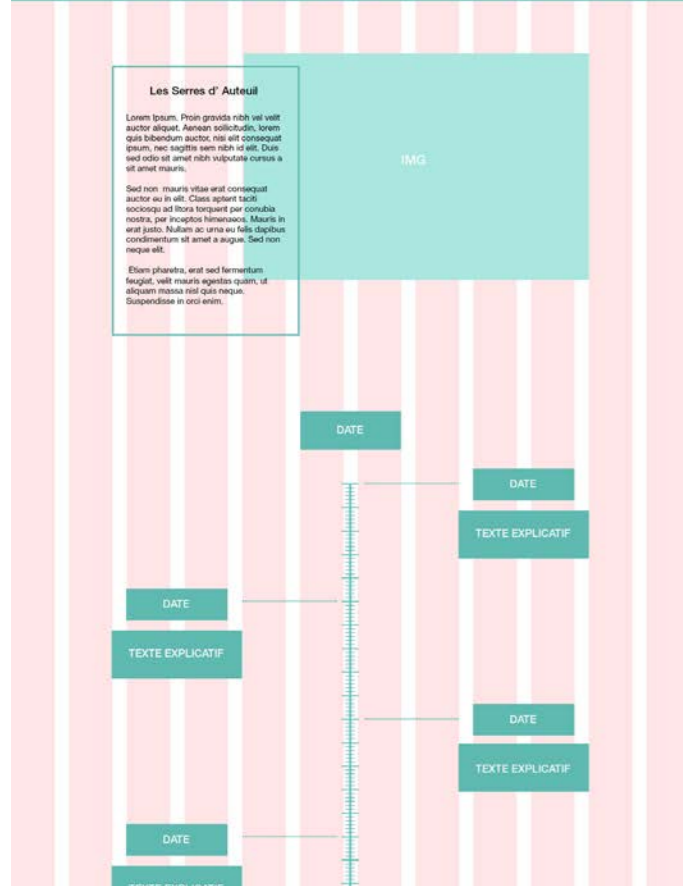 Les Serres d' Auteuil
Lorem Ipsum. Proin gravida nibh vel velit
auctor aliquet. Aenean sollicitudin, lorem
quis bibendum auctor, nisi elit consequat
ipsum, nec sagittis sem nibh id elit. Duis
sed odio sit amet nibh vulputate cursus a
sit amet mauris.
Sed non mauris vitae erat consequat
auctor eu in elit. Class aptent taciti
sociosqu ad litora torquent per conubia
nostra, per inceptos himenaeos. Mauris in
erat justo. Nullam ac urna eu felis dapibus
condimentum sit amet a augue. Sed non
neque elit.
Etiam pharetra, erat sed fermentum
feugiat, velit mauris egestas quam, ut
aliquam massa nisl quis neque.
Suspendisse in orci enim.
IMG
DATE
DATE
TEXTE EXPLICATIF
DATE
TEXTE EXPLICATIF
DATE
TEXTE EXPLICATIF
DATE
TEXTE EXPLICATIF